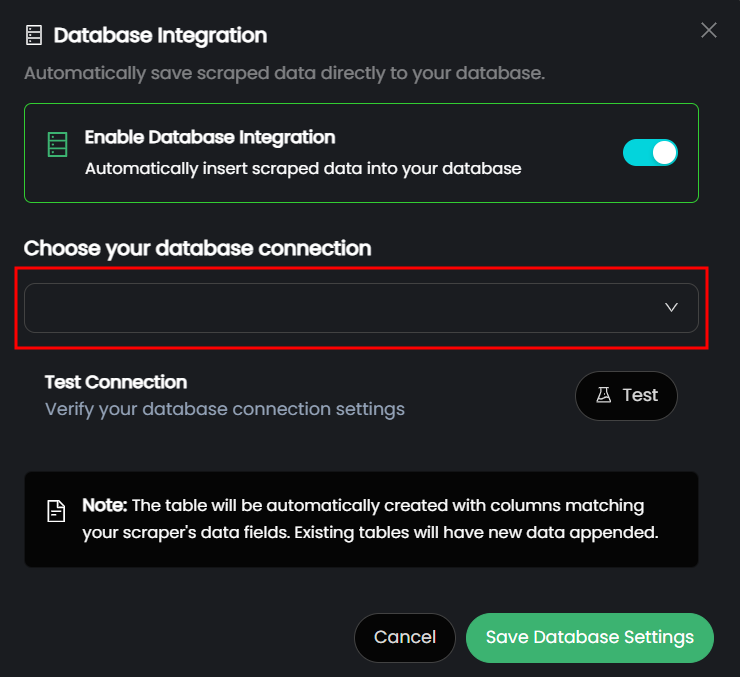 Database Integration
Automatically save scraped data directly to your database.
Enable Database Integration
Automatically insert scraped data into your database
Choose your database connection
Test Connection
Verify your database connection settings
Test
Note: The table will be automatically created with columns matching
your scraper's data fields. Existing tables will have new data appended.
Cancel
Save Database Settings